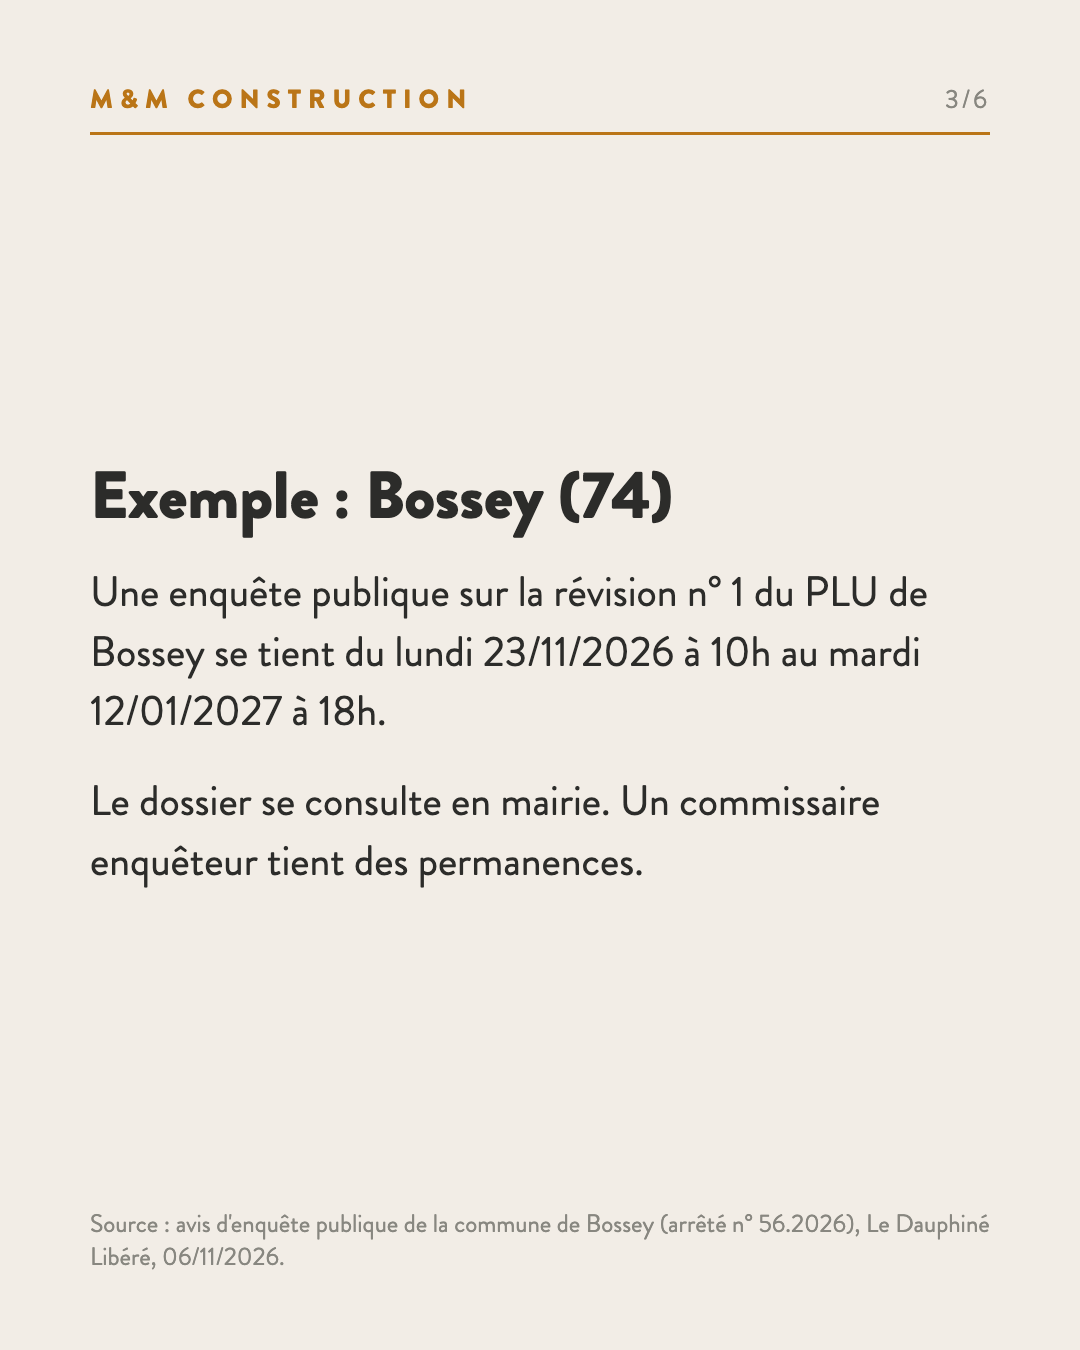 M&M CONSTRUCTION
3/6
Exemple : Bossey (74)
Une enquête publique sur la révision n° 1 du PLU de
Bossey se tient du lundi 23/11/2026 à 10h au mardi
12/01/2027 à 18h.
Le dossier se consulte en mairie. Un commissaire
enquêteur tient des permanences.
Source : avis d'enquête publique de la commune de Bossey (arrêté n° 56.2026), Le Dauphiné
Libéré, 06/11/2026.